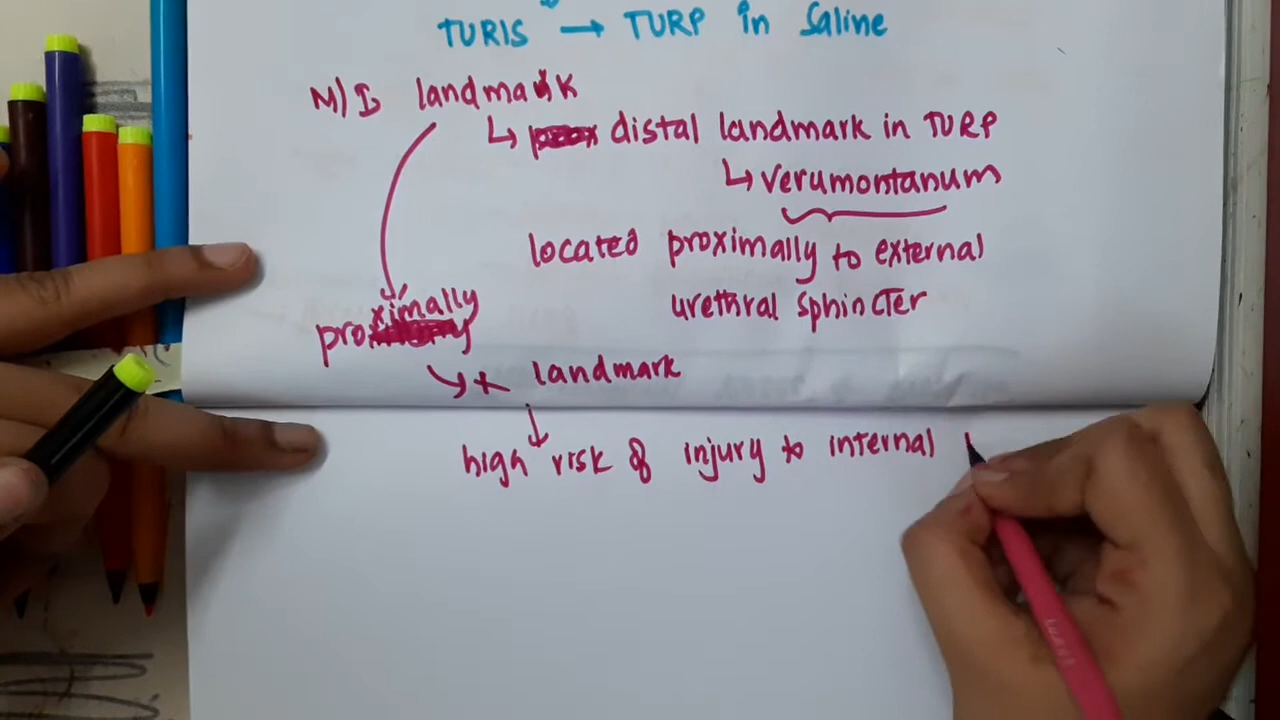 TURIS → TURP in Saline
M/I landmark
↳ distal landmark in TURP
↳ verumontanum
located proximally to external
urethral sphincter
proximally
↘ × landmark
↓
high risk of injury to internal